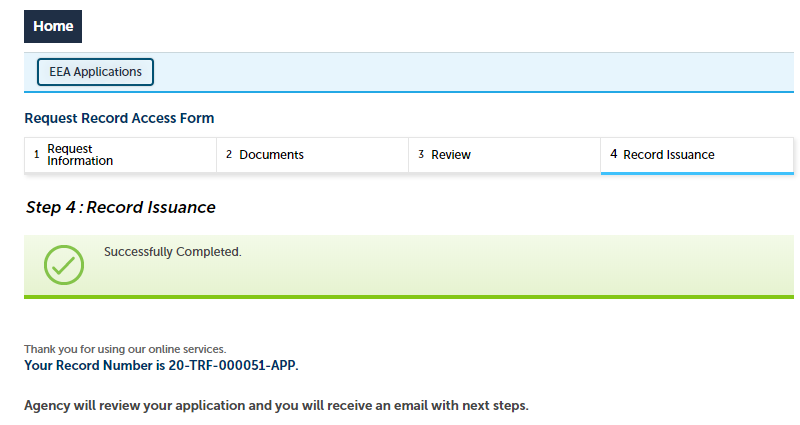 Home
EEA Applications
Request Record Access Form
1 Request Information
2 Documents
3 Review
4 Record Issuance
Step 4 : Record Issuance
Successfully Completed.
Thank you for using our online services.
Your Record Number is 20-TRF-000051-APP.
Agency will review your application and you will receive an email with next steps.